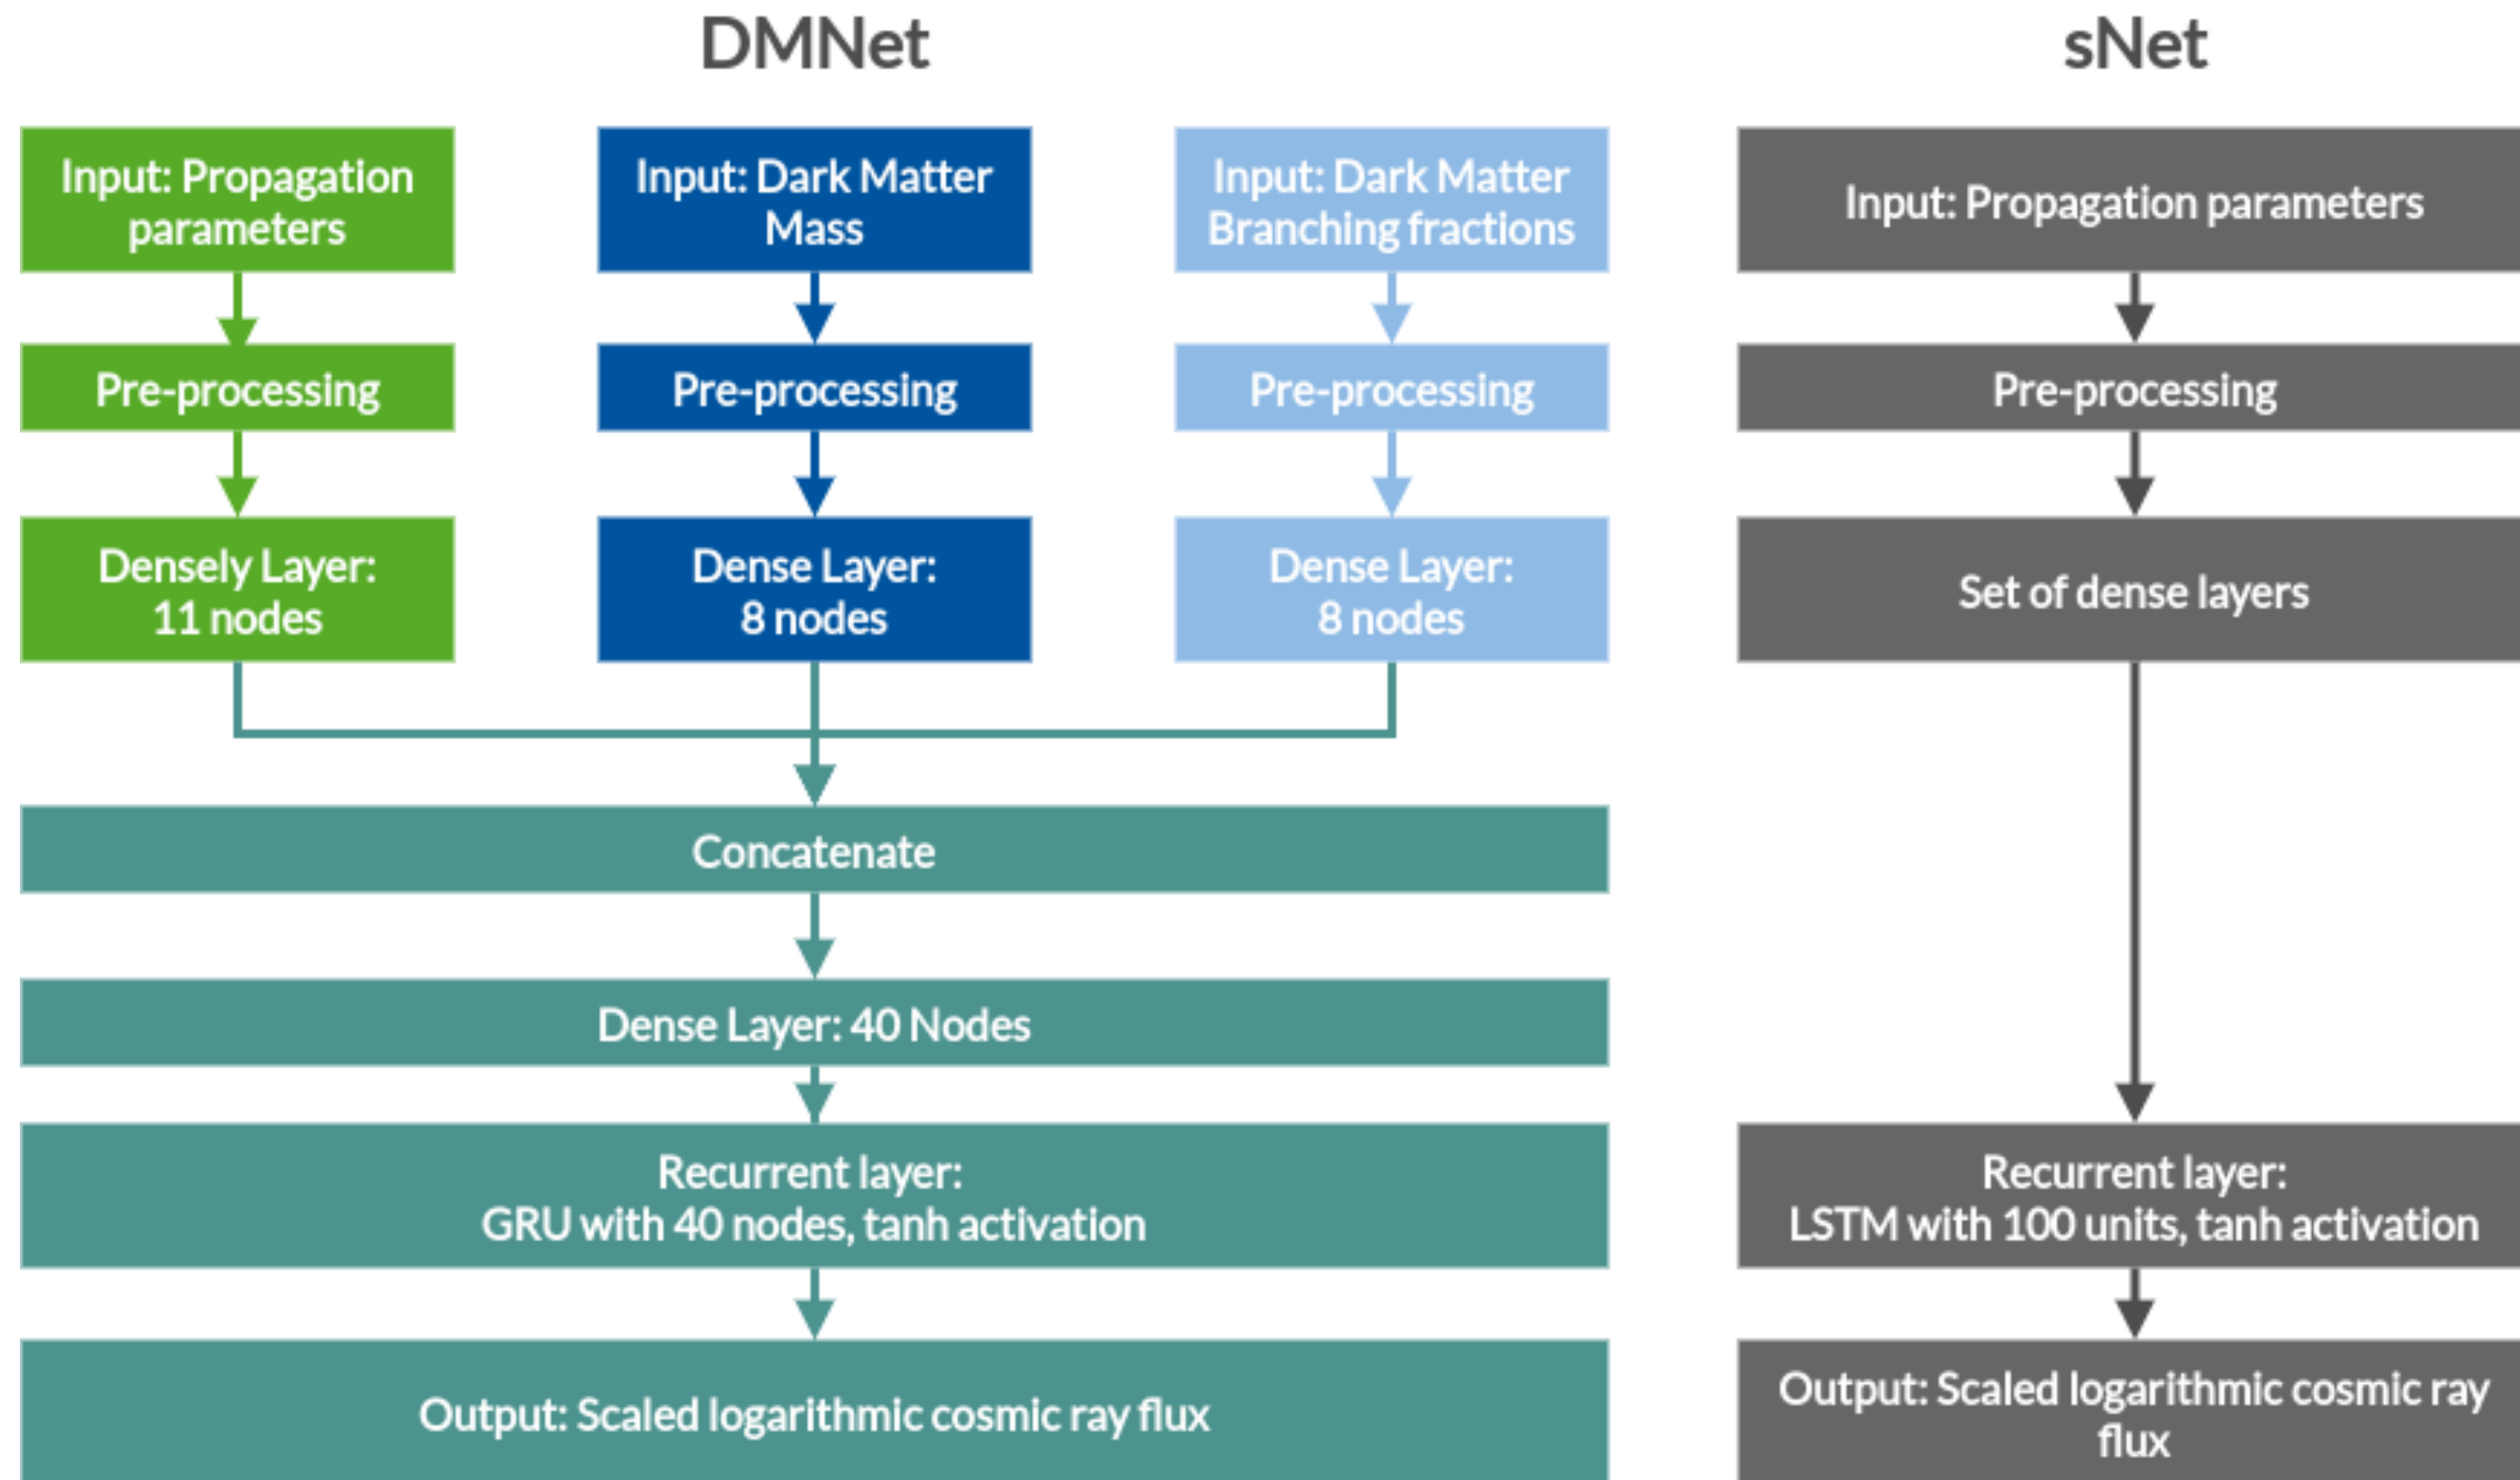 DMNet
sNet
Input: Propagation
parameters
Input: Dark Matter
Mass
Input: Dark Matter
Branching fractions
Input: Propagation parameters
Pre-processing
Pre-processing
Pre-processing
Pre-processing
Densely Layer:
11 nodes
Dense Layer:
8 nodes
Dense Layer:
8 nodes
Set of dense layers
Concatenate
Dense Layer: 40 Nodes
Recurrent layer:
GRU with 40 nodes, tanh activation
Recurrent layer:
LSTM with 100 units, tanh activation
Output: Scaled logarithmic cosmic ray flux
Output: Scaled logarithmic cosmic ray
flux